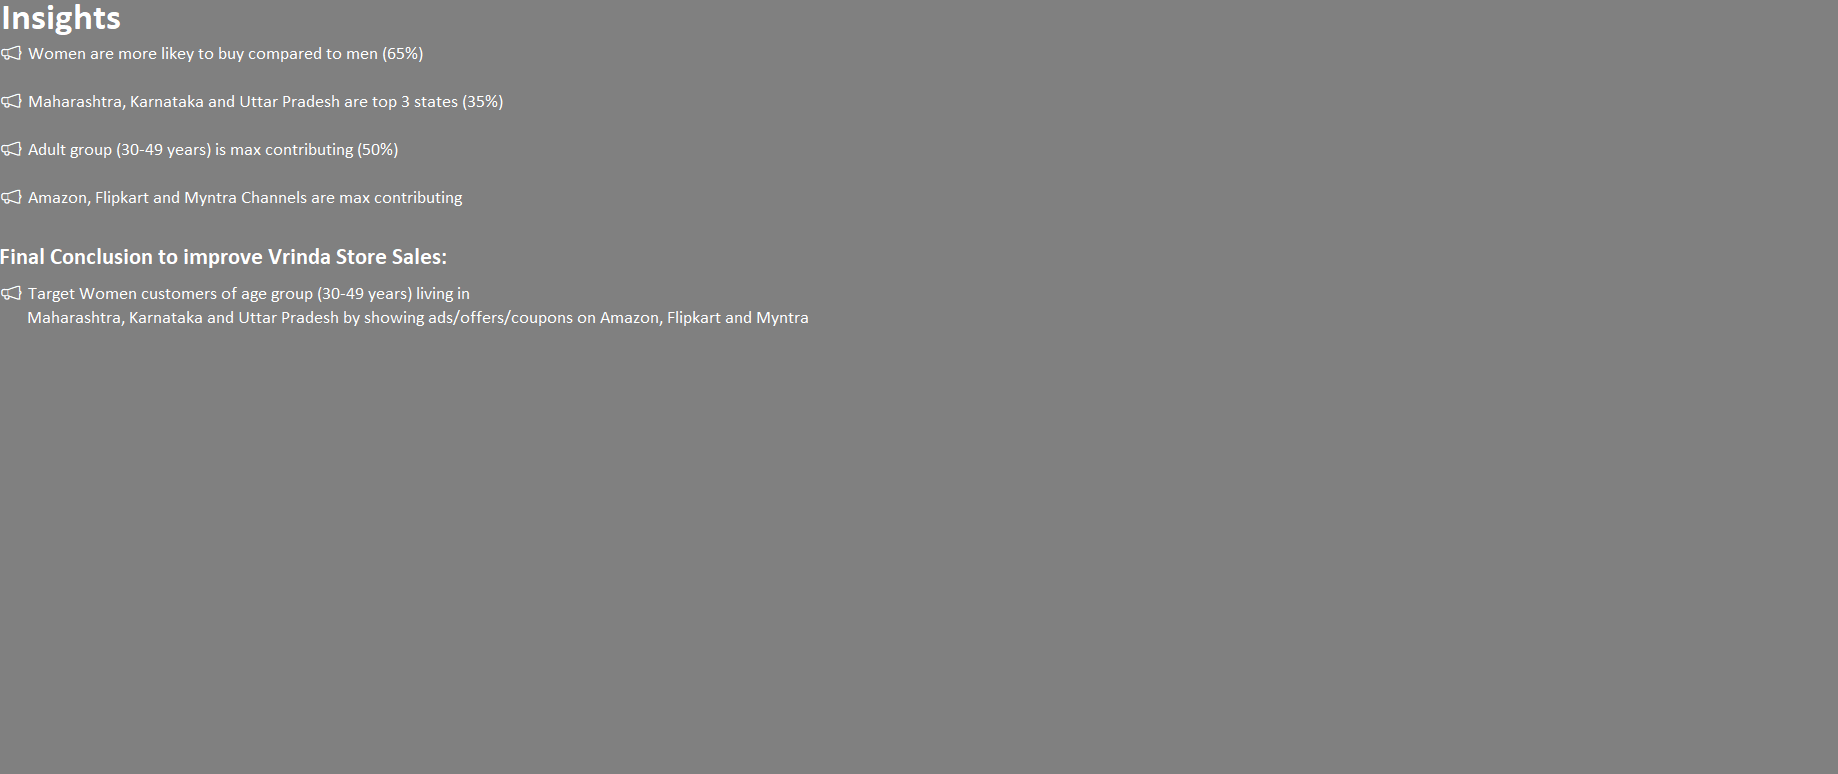 Insights
Women are more likey to buy compared to men (65%)
Maharashtra, Karnataka and Uttar Pradesh are top 3 states (35%)
Adult group (30-49 years) is max contributing (50%)
Amazon, Flipkart and Myntra Channels are max contributing
Final Conclusion to improve Vrinda Store Sales:
Target Women customers of age group (30-49 years) living in
Maharashtra, Karnataka and Uttar Pradesh by showing ads/offers/coupons on Amazon, Flipkart and Myntra